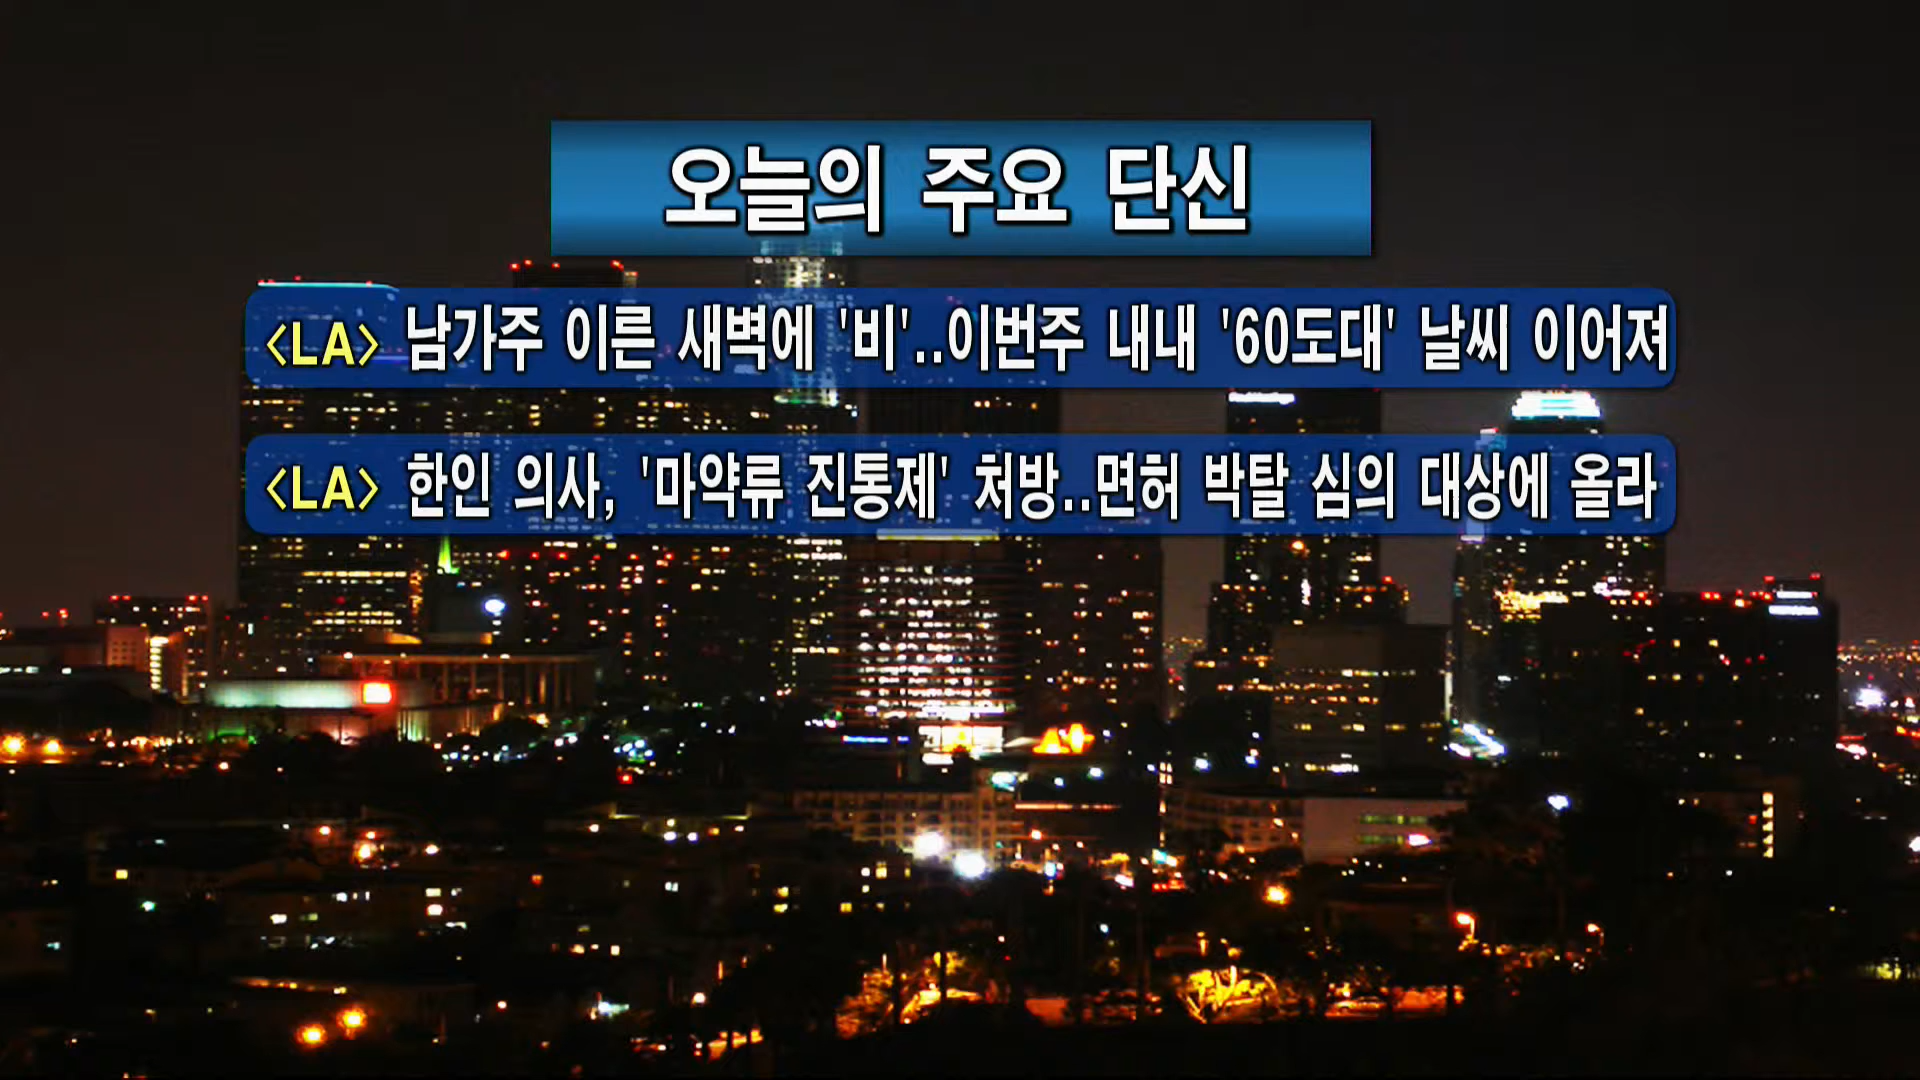 오늘의 주요 단신
<LA> 남가주 이른 새벽에 '비'..이번주 내내 '60도대' 날씨 이어져
<LA> 한인 의사, '마약류 진통제' 처방..면허 박탈 심의 대상에 올라